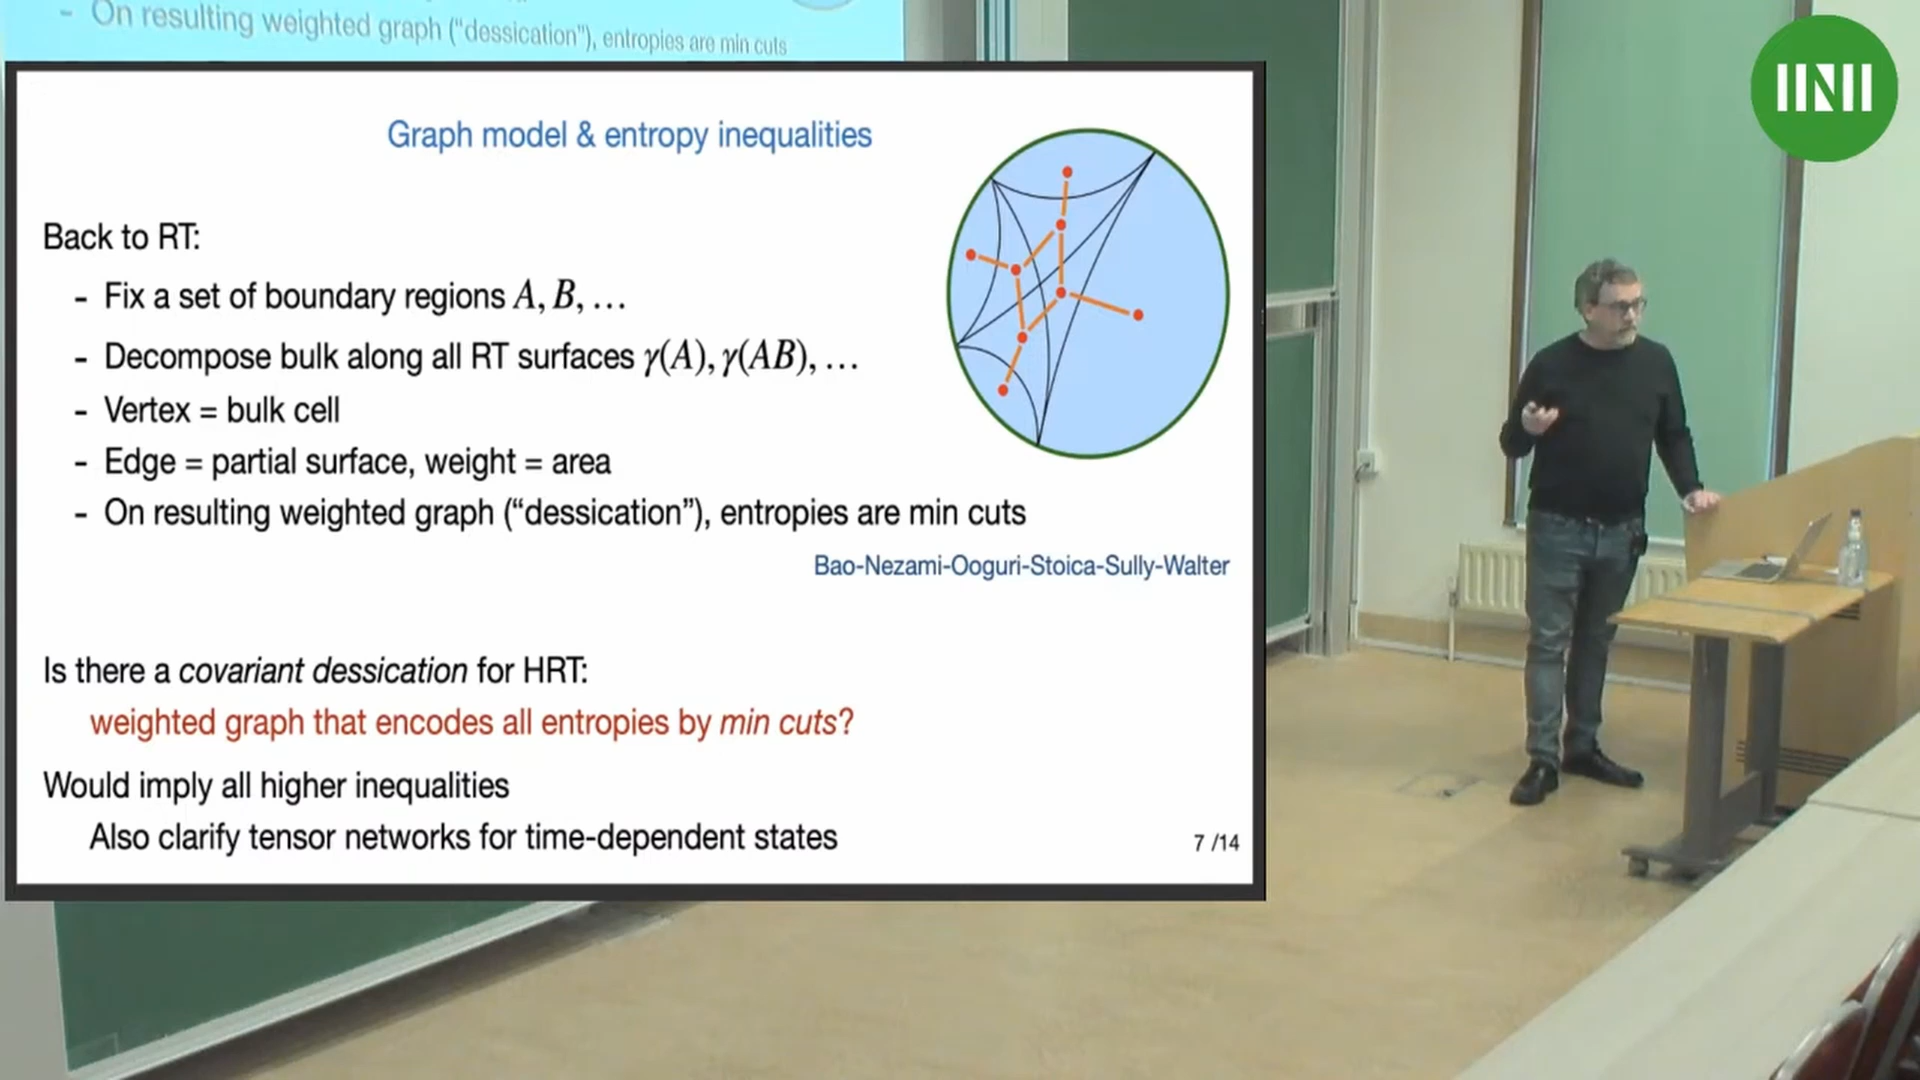 - On resulting weighted graph (“dessication”), entropies are min cuts
INI
Graph model & entropy inequalities
Back to RT:
- Fix a set of boundary regions A, B, …
- Decompose bulk along all RT surfaces γ(A), γ(AB), …
- Vertex = bulk cell
- Edge = partial surface, weight = area
- On resulting weighted graph (“dessication”), entropies are min cuts
Bao-Nezami-Ooguri-Stoica-Sully-Walter
Is there a covariant dessication for HRT:
weighted graph that encodes all entropies by min cuts?
Would imply all higher inequalities
Also clarify tensor networks for time-dependent states
7 /14